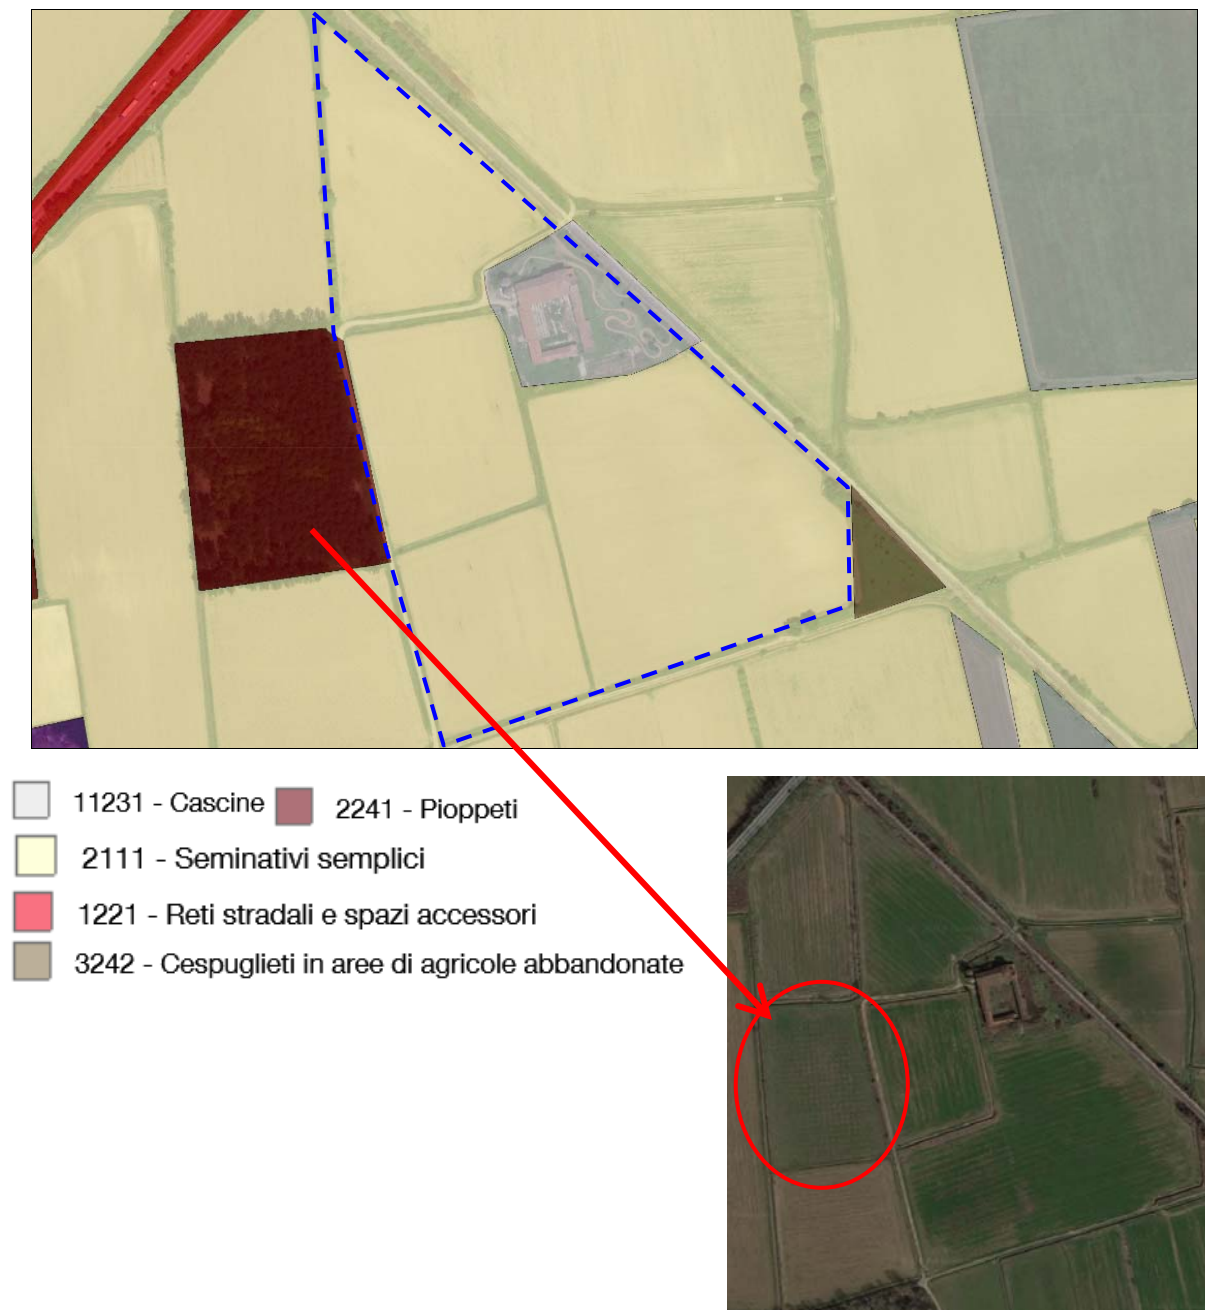 11231 - Cascine
2241 - Pioppeti
2111 - Seminativi semplici
1221 - Reti stradali e spazi accessori
3242 - Cespuglieti in aree di agricole abbandonate